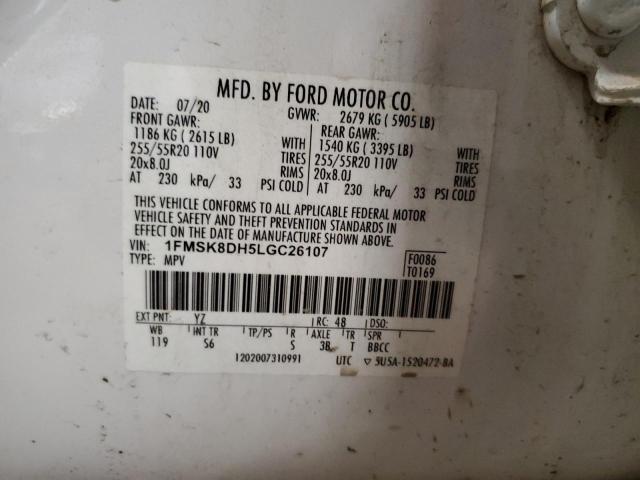 MFD. BY FORD MOTOR CO.
DATE: 07/20 GVWR: 2679 KG (5905 LB)
FRONT GAWR: REAR GAWR:
1186 KG (2615 LB) WITH 1540 KG (3395 LB) WITH
255/55R20 110V TIRES 255/55R20 110V TIRES
20x8.0J RIMS 20x8.0J RIMS
AT 230 kPa/ 33 PSI COLD AT 230 kPa/ 33 PSI COLD
THIS VEHICLE CONFORMS TO ALL APPLICABLE FEDERAL MOTOR
VEHICLE SAFETY AND THEFT PREVENTION STANDARDS IN
EFFECT ON THE DATE OF MANUFACTURE SHOWN ABOVE.
VIN: 1FMSK8DH5LGC26107 F0086
TYPE: MPV T0169
EXT PNT: YZ RC: 48 DSO:
WB INT TR TP/PS R AXLE TR SPR
119 S6 S 3B T BBCC
1202007310991 UTC ▽ 5USA-1520472-BA